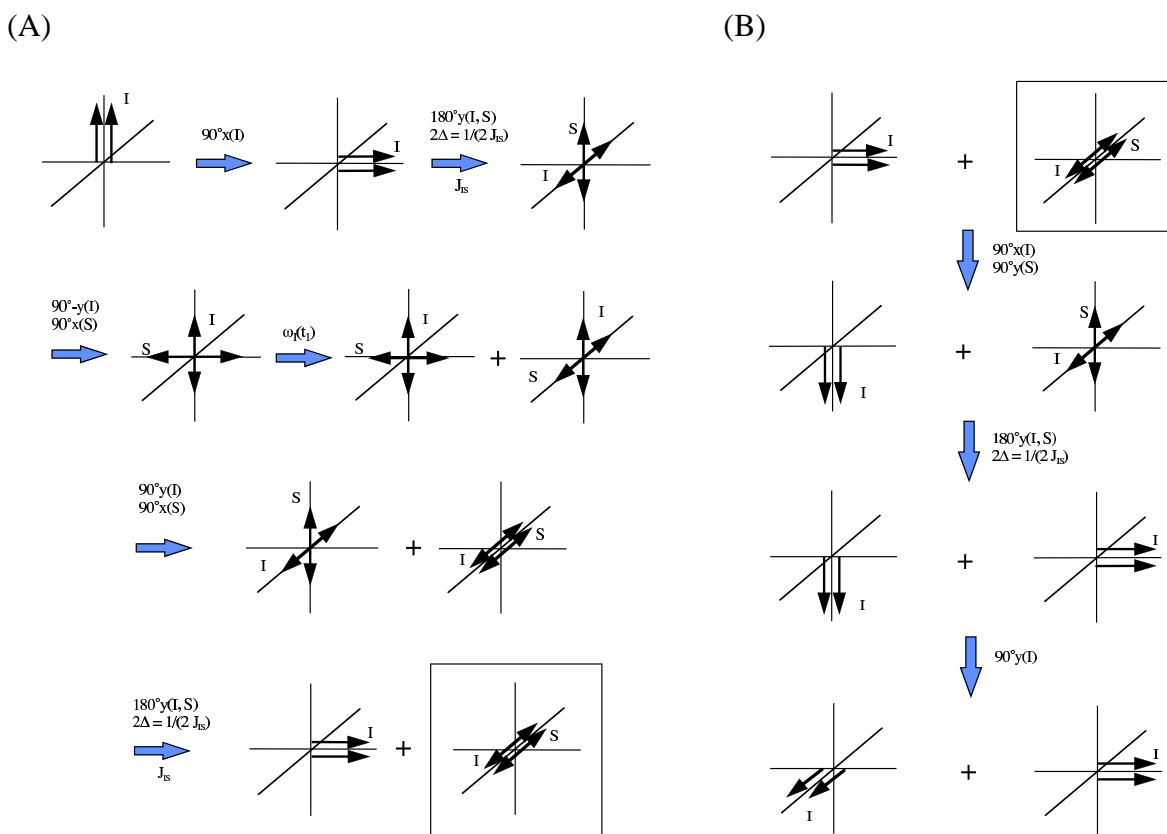 (A)
I
90°x(I)
I
180°y(I, S)
2Δ = 1/(2 J_IS)
J_IS
S
I
90°-y(I)
90°x(S)
I
S
ω_I(t₁)
I
S
+
I
S
90°y(I)
90°x(S)
S
I
+
I
S
180°y(I, S)
2Δ = 1/(2 J_IS)
J_IS
I
+
I
S
(B)
I
+
I
S
90°x(I)
90°y(S)
I
+
S
I
180°y(I, S)
2Δ = 1/(2 J_IS)
I
+
I
90°y(I)
+
I